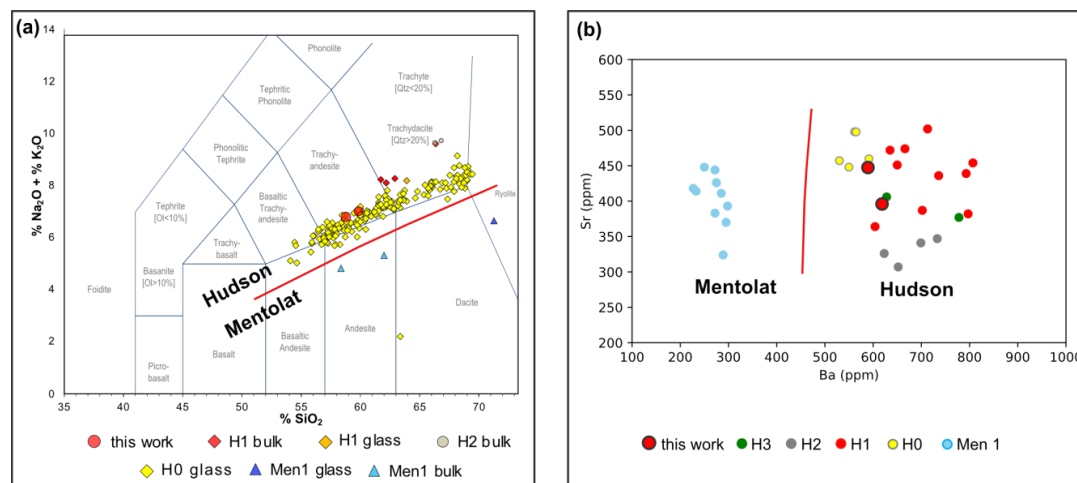 (a)
14
12
10
8
6
4
2
0
% Na₂O + % K₂O
Phonolite
Tephritic
Phonolite
Trachyte
[Qtz<20%]
Trachydacite
[Qtz>20%]
Phonolitic
Tephrite
Trachy-
andesite
Basaltic
Trachy-
andesite
Tephrite
[Ol<10%]
Trachy-
basalt
Ryolite
Basanite
[Ol>10%]
Foidite
Hudson
Mentolat
Dacite
Andesite
Basaltic
Andesite
Basalt
Picro-
basalt
35 40 45 50 55 60 65 70
% SiO₂
this work H1 bulk H1 glass H2 bulk
H0 glass Men1 glass Men1 bulk
(b)
600
550
500
450
400
350
300
250
200
Sr (ppm)
Mentolat Hudson
100 200 300 400 500 600 700 800 900 1000
Ba (ppm)
this work H3 H2 H1 H0 Men 1